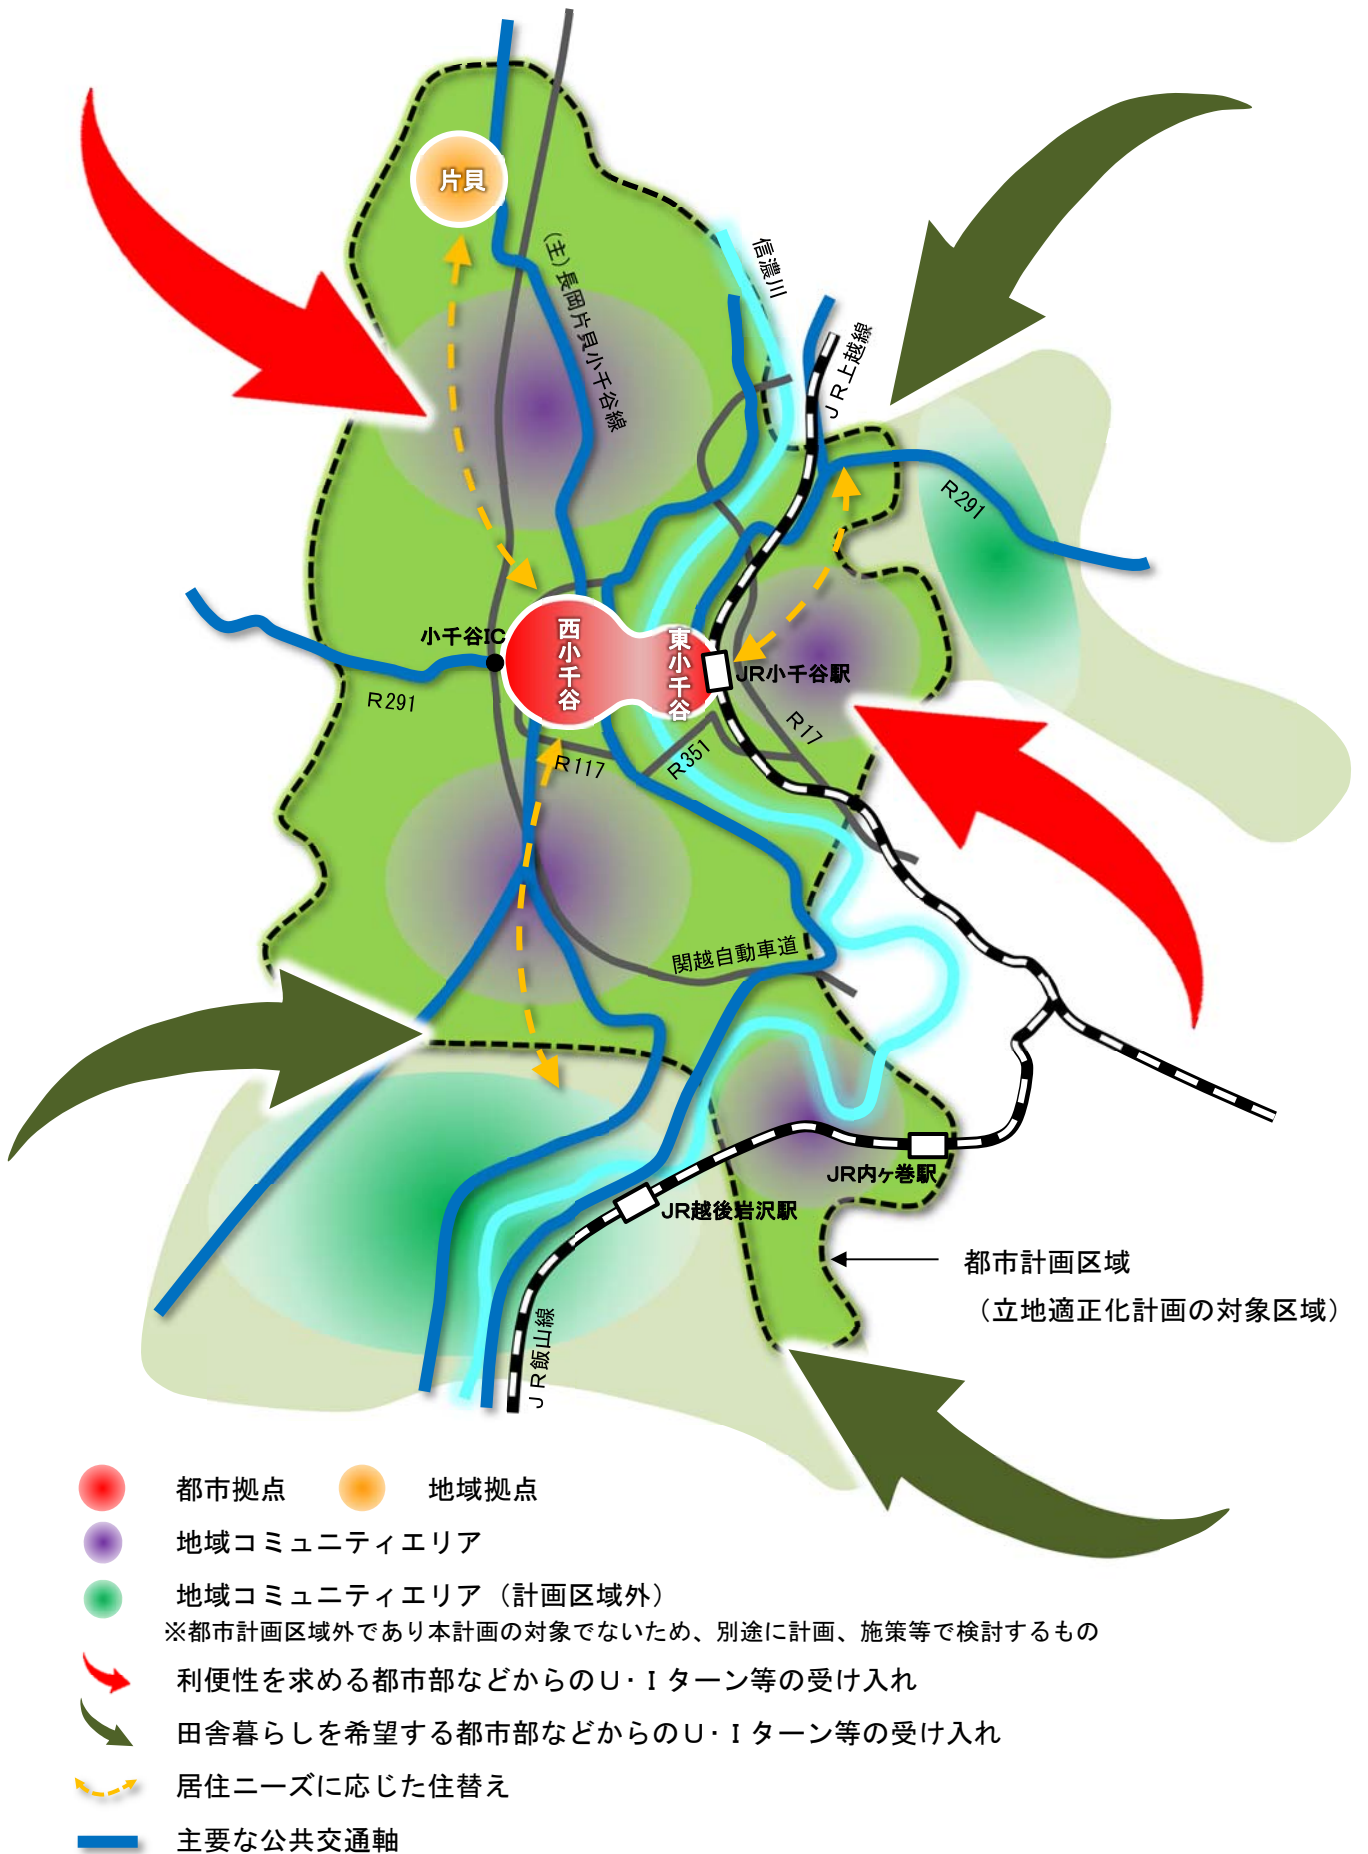 片貝
(主)長岡片貝小千谷線
信濃川
ＪＲ上越線
R291
小千谷IC
西小千谷
東小千谷
JR小千谷駅
R291
R17
R117
R351
関越自動車道
JR内ヶ巻駅
JR越後岩沢駅
都市計画区域
（立地適正化計画の対象区域）
ＪＲ飯山線
都市拠点 地域拠点
地域コミュニティエリア
地域コミュニティエリア（計画区域外）
※都市計画区域外であり本計画の対象でないため、別途に計画、施策等で検討するもの
利便性を求める都市部などからのＵ・Ｉターン等の受け入れ
田舎暮らしを希望する都市部などからのＵ・Ｉターン等の受け入れ
居住ニーズに応じた住替え
主要な公共交通軸